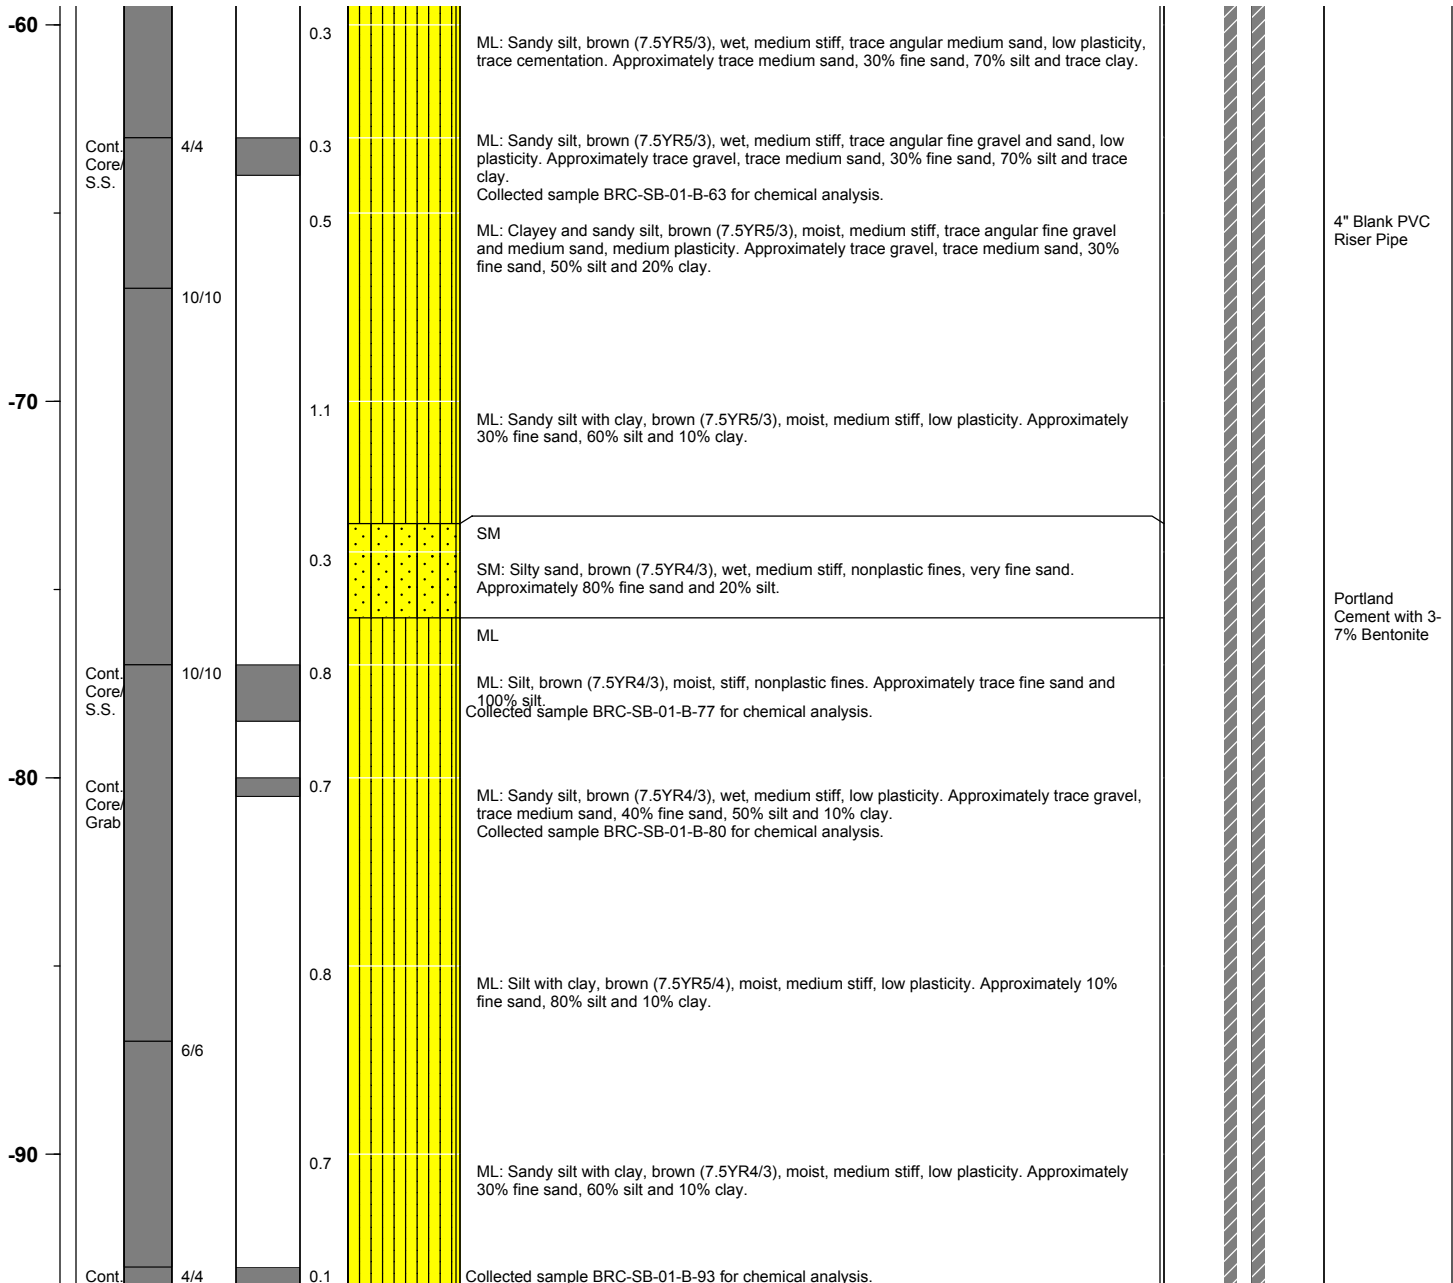 -60
0.3
ML: Sandy silt, brown (7.5YR5/3), wet, medium stiff, trace angular medium sand, low plasticity,
trace cementation. Approximately trace medium sand, 30% fine sand, 70% silt and trace clay.
Cont.
Core/
S.S.
4/4
0.3
ML: Sandy silt, brown (7.5YR5/3), wet, medium stiff, trace angular fine gravel and sand, low
plasticity. Approximately trace gravel, trace medium sand, 30% fine sand, 70% silt and trace
clay.
Collected sample BRC-SB-01-B-63 for chemical analysis.
0.5
ML: Clayey and sandy silt, brown (7.5YR5/3), moist, medium stiff, trace angular fine gravel
and medium sand, medium plasticity. Approximately trace gravel, trace medium sand, 30%
fine sand, 50% silt and 20% clay.
4" Blank PVC
Riser Pipe
10/10
-70
1.1
ML: Sandy silt with clay, brown (7.5YR5/3), moist, medium stiff, low plasticity. Approximately
30% fine sand, 60% silt and 10% clay.
SM
0.3
SM: Silty sand, brown (7.5YR4/3), wet, medium stiff, nonplastic fines, very fine sand.
Approximately 80% fine sand and 20% silt.
Portland
Cement with 3-
7% Bentonite
ML
Cont.
Core/
S.S.
10/10
0.8
ML: Silt, brown (7.5YR4/3), moist, stiff, nonplastic fines. Approximately trace fine sand and
100% silt.
Collected sample BRC-SB-01-B-77 for chemical analysis.
-80
Cont.
Core/
Grab
0.7
ML: Sandy silt, brown (7.5YR4/3), wet, medium stiff, low plasticity. Approximately trace gravel,
trace medium sand, 40% fine sand, 50% silt and 10% clay.
Collected sample BRC-SB-01-B-80 for chemical analysis.
0.8
ML: Silt with clay, brown (7.5YR5/4), moist, medium stiff, low plasticity. Approximately 10%
fine sand, 80% silt and 10% clay.
6/6
-90
0.7
ML: Sandy silt with clay, brown (7.5YR4/3), moist, medium stiff, low plasticity. Approximately
30% fine sand, 60% silt and 10% clay.
Cont.
4/4
0.1
Collected sample BRC-SB-01-B-93 for chemical analysis.